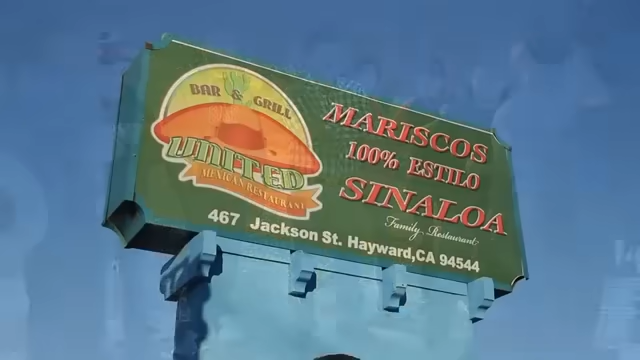 BAR & GRILL
UNITED
MEXICAN RESTAURANT
MARISCOS
100% ESTILO
SINALOA
Family Restaurant
467 Jackson St. Hayward,CA 94544